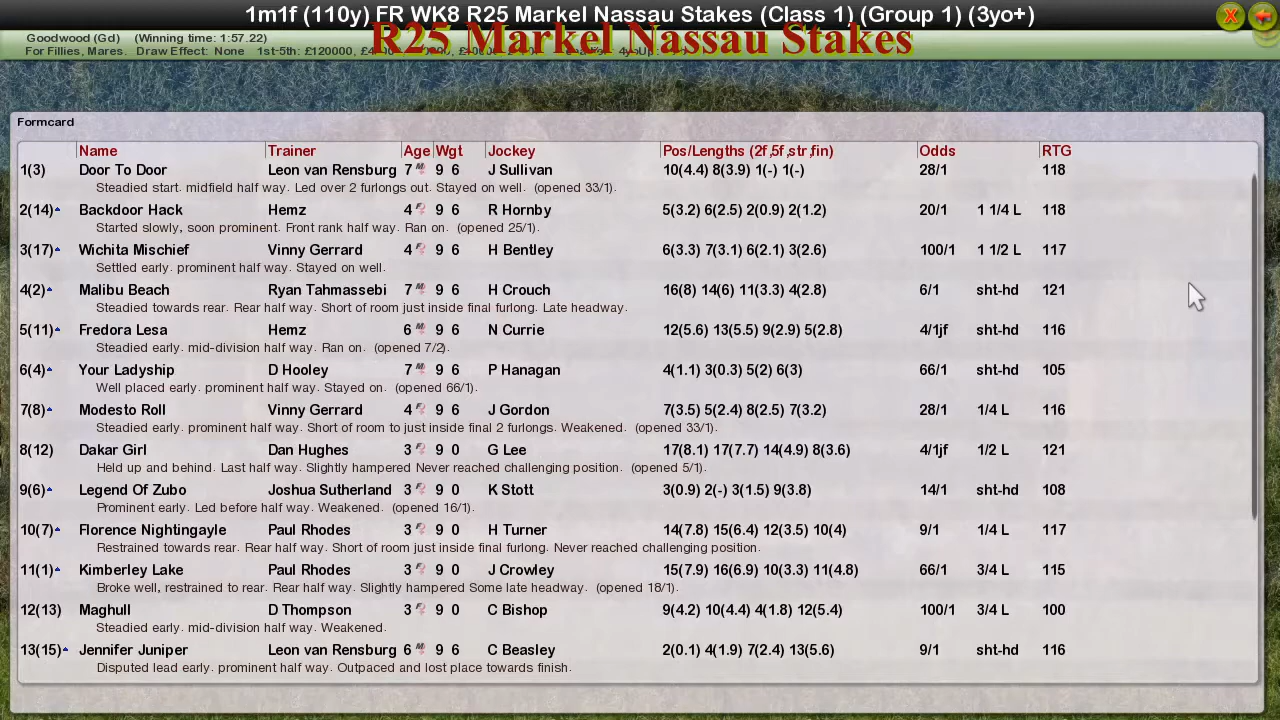 1m1f (110y) FR WK8 R25 Markel Nassau Stakes (Class 1) (Group 1) (3yo+)
R25 Markel Nassau Stakes
Goodwood (Gd) (Winning time: 1:57.22)
For Fillies, Mares. Draw Effect: None 1st-5th: £120000,
Formcard
Name Trainer Age Wgt Jockey Pos/Lengths (2f,5f,str,fin) Odds RTG
1(3) Door To Door Leon van Rensburg 7 M 9 6 J Sullivan 10(4.4) 8(3.9) 1(-) 1(-) 28/1 118
Steadied start. midfield half way. Led over 2 furlongs out. Stayed on well. (opened 33/1).
2(14) Backdoor Hack Hemz 4 F 9 6 R Hornby 5(3.2) 6(2.5) 2(0.9) 2(1.2) 20/1 1 1/4 L 118
Started slowly, soon prominent. Front rank half way. Ran on. (opened 25/1).
3(17) Wichita Mischief Vinny Gerrard 4 F 9 6 H Bentley 6(3.3) 7(3.1) 6(2.1) 3(2.6) 100/1 1 1/2 L 117
Settled early. prominent half way. Stayed on well.
4(2) Malibu Beach Ryan Tahmassebi 7 M 9 6 H Crouch 16(8) 14(6) 11(3.3) 4(2.8) 6/1 sht-hd 121
Steadied towards rear. Rear half way. Short of room just inside final furlong. Late headway.
5(11) Fredora Lesa Hemz 6 M 9 6 N Currie 12(5.6) 13(5.5) 9(2.9) 5(2.8) 4/1jf sht-hd 116
Steadied early. mid-division half way. Ran on. (opened 7/2).
6(4) Your Ladyship D Hooley 7 M 9 6 P Hanagan 4(1.1) 3(0.3) 5(2) 6(3) 66/1 sht-hd 105
Well placed early. prominent half way. Stayed on. (opened 66/1).
7(8) Modesto Roll Vinny Gerrard 4 F 9 6 J Gordon 7(3.5) 5(2.4) 8(2.5) 7(3.2) 28/1 1/4 L 116
Steadied early. prominent half way. Short of room to just inside final 2 furlongs. Weakened. (opened 33/1).
8(12) Dakar Girl Dan Hughes 3 F 9 0 G Lee 17(8.1) 17(7.7) 14(4.9) 8(3.6) 4/1jf 1/2 L 121
Held up and behind. Last half way. Slightly hampered Never reached challenging position. (opened 5/1).
9(6) Legend Of Zubo Joshua Sutherland 3 F 9 0 K Stott 3(0.9) 2(-) 3(1.5) 9(3.8) 14/1 sht-hd 108
Prominent early. Led before half way. Weakened. (opened 16/1).
10(7) Florence Nightingayle Paul Rhodes 3 F 9 0 H Turner 14(7.8) 15(6.4) 12(3.5) 10(4) 9/1 1/4 L 117
Restrained towards rear. Rear half way. Short of room just inside final furlong. Never reached challenging position.
11(1) Kimberley Lake Paul Rhodes 3 F 9 0 J Crowley 15(7.9) 16(6.9) 10(3.3) 11(4.8) 66/1 3/4 L 115
Broke well, restrained to rear. Rear half way. Slightly hampered Some late headway. (opened 18/1).
12(13) Maghull D Thompson 3 F 9 0 C Bishop 9(4.2) 10(4.4) 4(1.8) 12(5.4) 100/1 3/4 L 100
Steadied early. mid-division half way. Weakened.
13(15) Jennifer Juniper Leon van Rensburg 6 M 9 6 C Beasley 2(0.1) 4(1.9) 7(2.4) 13(5.6) 9/1 sht-hd 116
Disputed lead early. prominent half way. Outpaced and lost place towards finish.